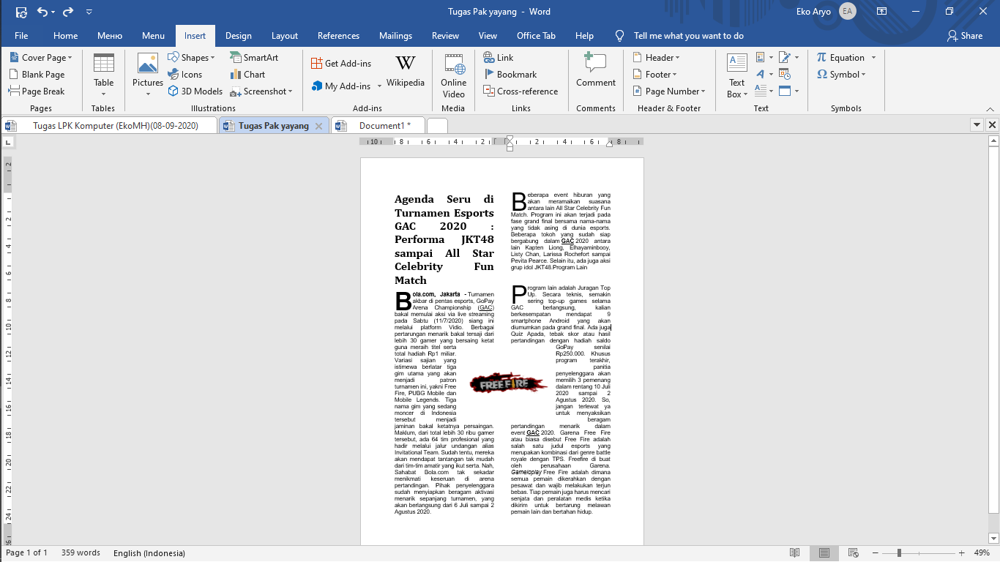 Tugas Pak yayang - Word
Eko Aryo
EA
File
Home
Меню
Menu
Insert
Design
Layout
References
Mailings
Review
View
Office Tab
Help
Tell me what you want to do
Share
Cover Page
Blank Page
Page Break
Pages
Table
Tables
Pictures
Shapes
Icons
3D Models
SmartArt
Chart
Screenshot
Illustrations
Get Add-ins
My Add-ins
W
Wikipedia
Add-ins
Online
Video
Media
Link
Bookmark
Cross-reference
Links
Comment
Comments
Header
Footer
Page Number
Header & Footer
Text
Box
Text
Equation
Symbol
Symbols
Tugas LPK Komputer (EkoMH)(08-09-2020)
Tugas Pak yayang
Document1 *
10 8 6 4 2 2 4 6 8
2
2
4
6
8
10
12
14
16
18
20
22
24
26
Agenda Seru di
Turnamen Esports
GAC 2020 :
Performa JKT48
sampai All Star
Celebrity Fun
Match
Bola.com, Jakarta - Turnamen
akbar di pentas esports, GoPay
Arena Championship (GAC)
bakal memulai aksi via live streaming
pada Sabtu (11/7/2020) siang ini
melalui platform Vidio. Berbagai
pertarungan menarik bakal tersaji dari
lebih 30 gamer yang bersaing ketat
guna meraih titel serta
total hadiah Rp1 miliar.
Variasi sajian yang
istimewa berlatar tiga
gim utama yang akan
menjadi patron
turnamen ini, yakni Free
Fire, PUBG Mobile dan
Mobile Legends. Tiga
nama gim yang sedang
moncer di Indonesia
tersebut menjadi
jaminan bakal ketatnya persaingan.
Maklum, dari total lebih 30 ribu gamer
tersebut, ada 64 tim profesional yang
hadir melalui jalur undangan alias
Invitational Team. Sudah tentu, mereka
akan mendapat tantangan tak mudah
dari tim-tim amatir yang ikut serta. Nah,
Sahabat Bola.com tak sekadar
menikmati keseruan di arena
pertandingan. Pihak penyelenggara
sudah menyiapkan beragam aktivasi
menarik sepanjang turnamen, yang
akan berlangsung dari 6 Juli sampai 2
Agustus 2020.
FREE FIRE
Beberapa event hiburan yang
akan meramaikan suasana
antara lain All Star Celebrity Fun
Match. Program ini akan terjadi pada
fase grand final bersama nama-nama
yang tidak asing di dunia esports.
Beberapa tokoh yang sudah siap
bergabung dalam GAC 2020 antara
lain Kapten Liong, Elhayaminbooy,
Listy Chan, Larissa Rochefort sampai
Pevita Pearce. Selain itu, ada juga aksi
grup idol JKT48.Program Lain
Program lain adalah Juragan Top
Up. Secara teknis, semakin
sering top-up games selama
GAC berlangsung, kalian
berkesempatan mendapat 9
smartphone Android yang akan
diumumkan pada grand final. Ada juga
Quiz Apada, tebak skor atau hasil
pertandingan dengan hadiah saldo
GoPay senilai
Rp250.000. Khusus
program terakhir,
panitia
penyelenggara akan
memilih 3 pemenang
dalam rentang 10 Juli
2020 sampai 2
Agustus 2020. So,
jangan terlewat ya
untuk menyaksikan
beragam
pertandingan menarik dalam
event GAC 2020. Garena Free Fire
atau biasa disebut Free Fire adalah
salah satu judul esports yang
merupakan kombinasi dari genre battle
royale dengan TPS. Freefire di buat
oleh perusahaan Garena.
Gameloplay Free Fire adalah dimana
semua pemain dikerahkan dengan
pesawat dan wajib melakukan terjun
bebas. Tiap pemain juga harus mencari
senjata dan peralatan medis ketika
dikirim untuk bertarung melawan
pemain lain dan bertahan hidup.
Page 1 of 1
359 words
English (Indonesia)
49%